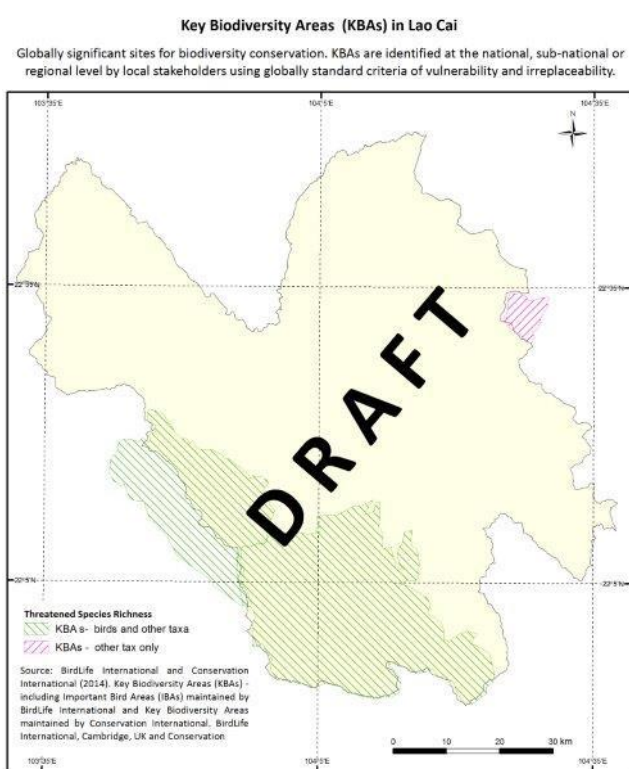 Key Biodiversity Areas (KBAs) in Lao Cai
Globally significant sites for biodiversity conservation. KBAs are identified at the national, sub-national or
regional level by local stakeholders using globally standard criteria of vulnerability and irreplaceability.
103°35'E 104°5'E 104°35'E
N
22°35'N 22°35'N
DRAFT
22°5'N 22°5'N
Threatened Species Richness
KBA s- birds and other taxa
KBAs - other tax only
Source: BirdLife International and Conservation
International (2014). Key Biodiversity Areas (KBAs) -
including Important Bird Areas (IBAs) maintained by
BirdLife International and Key Biodiversity Areas
maintained by Conservation International. BirdLife
International, Cambridge, UK and Conservation
0 10 20 30 km
103°35'E 104°5'E 104°35'E